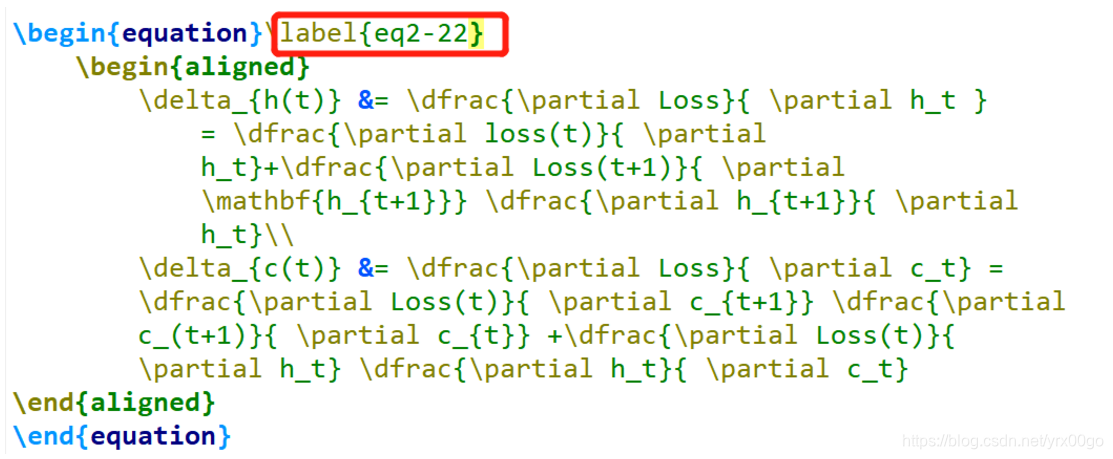 \begin{equation}\label{eq2-22}
\begin{aligned}
\delta_{h(t)} &= \dfrac{\partial Loss}{ \partial h_t }
= \dfrac{\partial loss(t)}{ \partial
h_t}+\dfrac{\partial Loss(t+1)}{ \partial
\mathbf{h_{t+1}}} \dfrac{\partial h_{t+1}}{ \partial
h_t}\\
\delta_{c(t)} &= \dfrac{\partial Loss}{ \partial c_t} =
\dfrac{\partial Loss(t)}{ \partial c_{t+1}} \dfrac{\partial
c_(t+1)}{ \partial c_{t}} +\dfrac{\partial Loss(t)}{
\partial h_t} \dfrac{\partial h_t}{ \partial c_t}
\end{aligned}
\end{equation}
https://blog.csdn.net/yrx00go